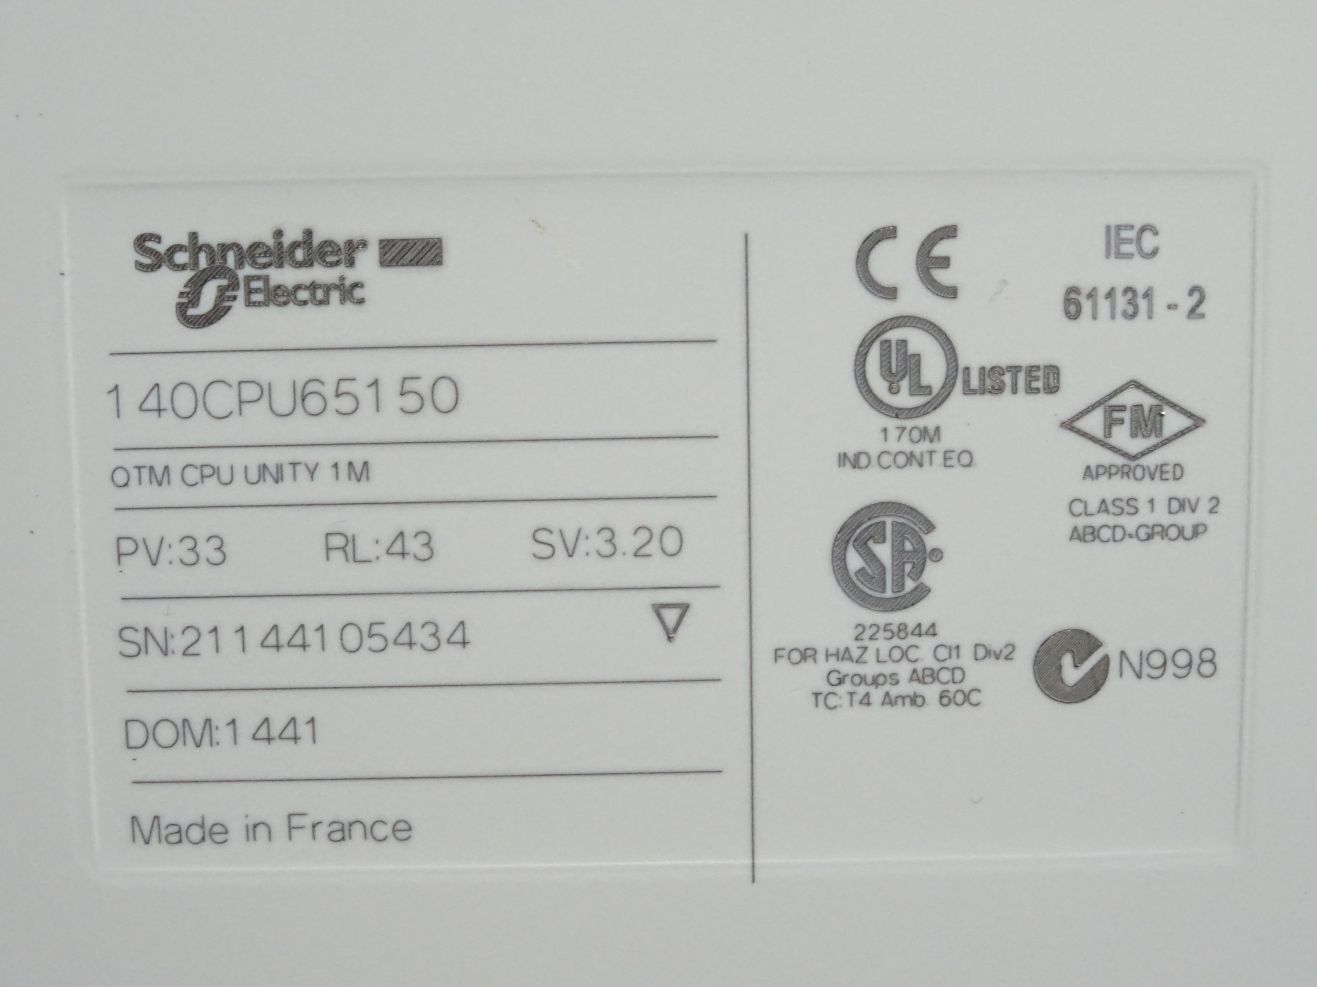 Schneider
Electric
140CPU65150
QTM CPU UNITY 1M
PV:33 RL:43 SV:3.20
SN:21144105434
DOM:1441
Made in France
CE
IEC
61131-2
UL LISTED
170M
IND.CONT.EQ
FM
APPROVED
CLASS 1 DIV 2
ABCD-GROUP
SA
225844
FOR HAZ LOC. Cl1 Div2
Groups ABCD
TC:T4 Amb. 60C
N998